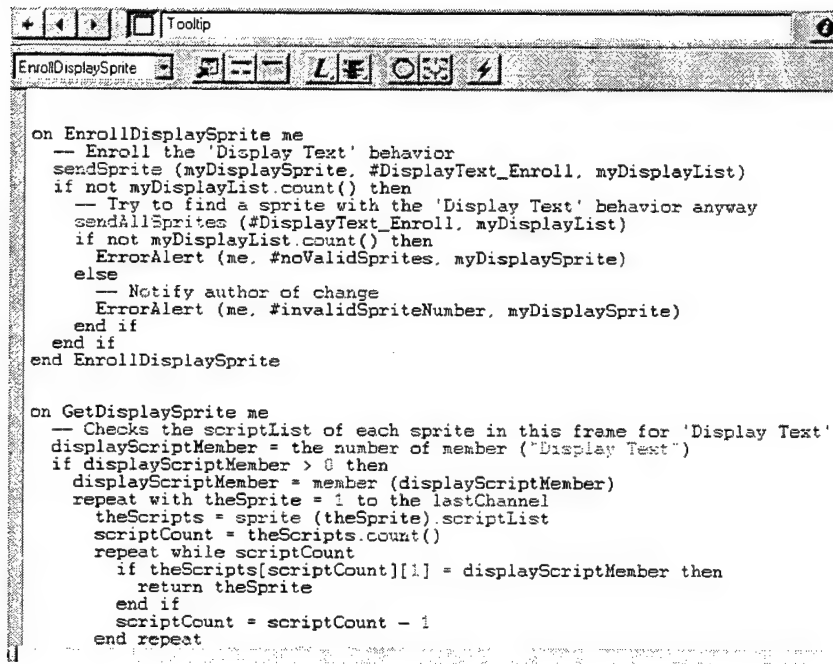 Tooltip
EnrollDisplaySprite
L
on EnrollDisplaySprite me
-- Enroll the 'Display Text' behavior
sendSprite (myDisplaySprite, #DisplayText_Enroll, myDisplayList)
if not myDisplayList.count() then
-- Try to find a sprite with the 'Display Text' behavior anyway
sendAllSprites (#DisplayText_Enroll, myDisplayList)
if not myDisplayList.count() then
ErrorAlert (me, #noValidSprites, myDisplaySprite)
else
-- Notify author of change
ErrorAlert (me, #invalidSpriteNumber, myDisplaySprite)
end if
end if
end EnrollDisplaySprite
on GetDisplaySprite me
-- Checks the scriptList of each sprite in this frame for 'Display Text'
displayScriptMember = the number of member ("Display Text")
if displayScriptMember > 0 then
displayScriptMember = member (displayScriptMember)
repeat with theSprite = 1 to the lastChannel
theScripts = sprite (theSprite).scriptList
scriptCount = theScripts.count()
repeat while scriptCount
if theScripts[scriptCount][1] = displayScriptMember then
return theSprite
end if
scriptCount = scriptCount - 1
end repeat